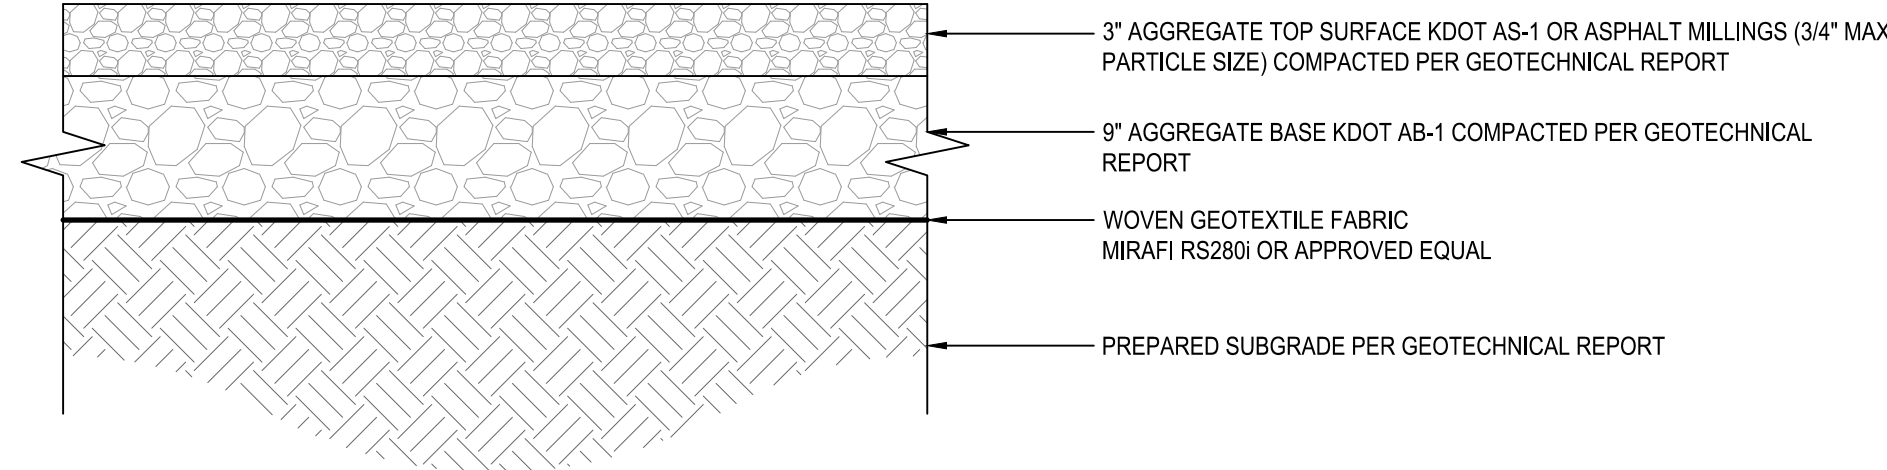 3" AGGREGATE TOP SURFACE KDOT AS-1 OR ASPHALT MILLINGS (3/4" MAX
PARTICLE SIZE) COMPACTED PER GEOTECHNICAL REPORT
9" AGGREGATE BASE KDOT AB-1 COMPACTED PER GEOTECHNICAL
REPORT
WOVEN GEOTEXTILE FABRIC
MIRAFI RS280i OR APPROVED EQUAL
PREPARED SUBGRADE PER GEOTECHNICAL REPORT